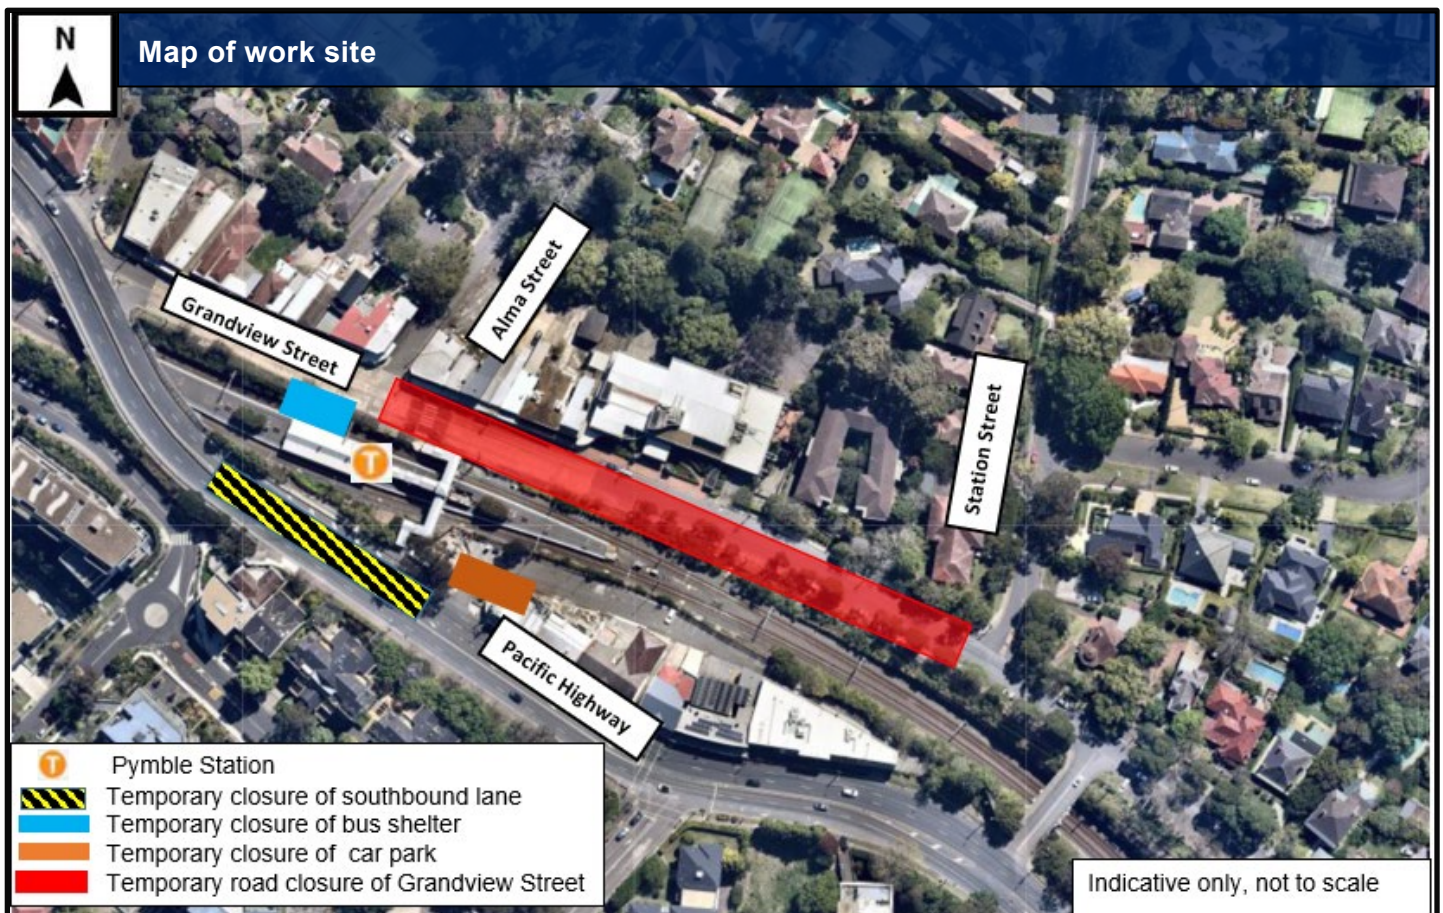 N
Map of work site
Alma Street
Grandview Street
T
Station Street
Pacific Highway
T Pymble Station
Temporary closure of southbound lane
Temporary closure of bus shelter
Temporary closure of car park
Temporary road closure of Grandview Street
Indicative only, not to scale